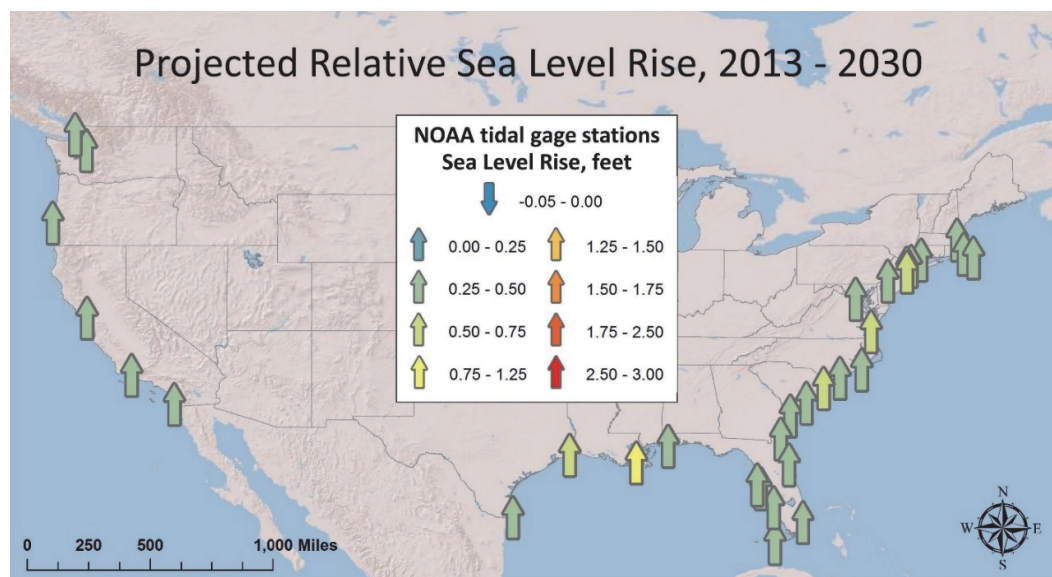 Projected Relative Sea Level Rise, 2013 - 2030
NOAA tidal gage stations
Sea Level Rise, feet
-0.05 - 0.00
0.00 - 0.25
1.25 - 1.50
0.25 - 0.50
1.50 - 1.75
0.50 - 0.75
1.75 - 2.50
0.75 - 1.25
2.50 - 3.00
N
W E
S
0 250 500 1,000 Miles